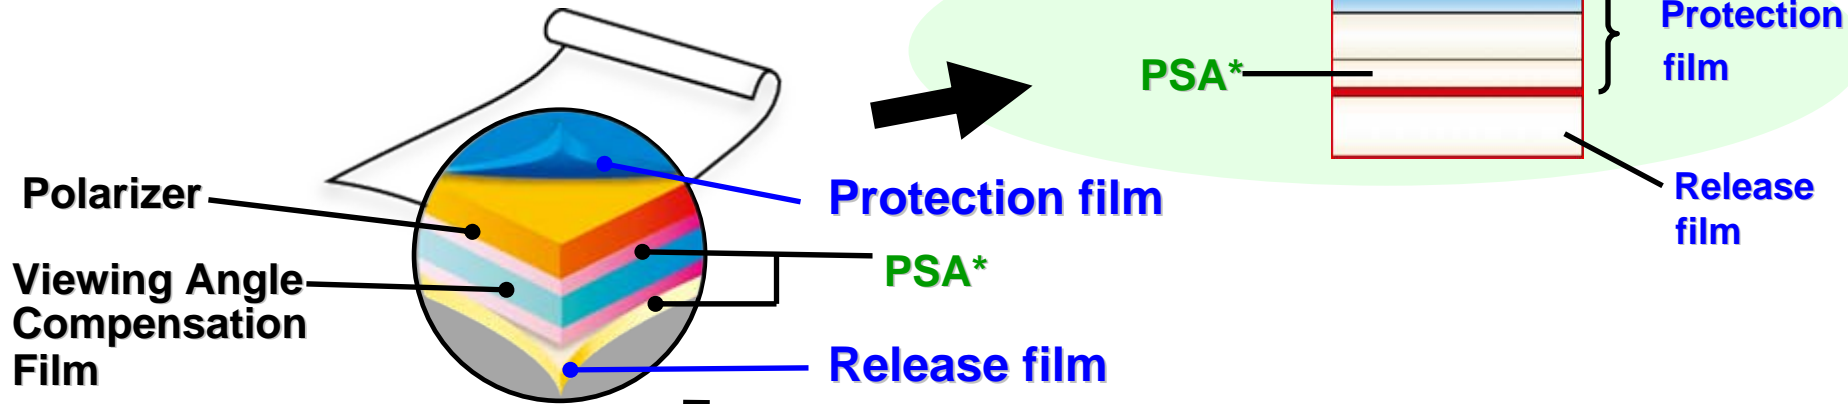 Polarizer
Viewing Angle
Compensation
Film
Protection film
PSA*
Release film
PSA*
Protection
film
Release
film